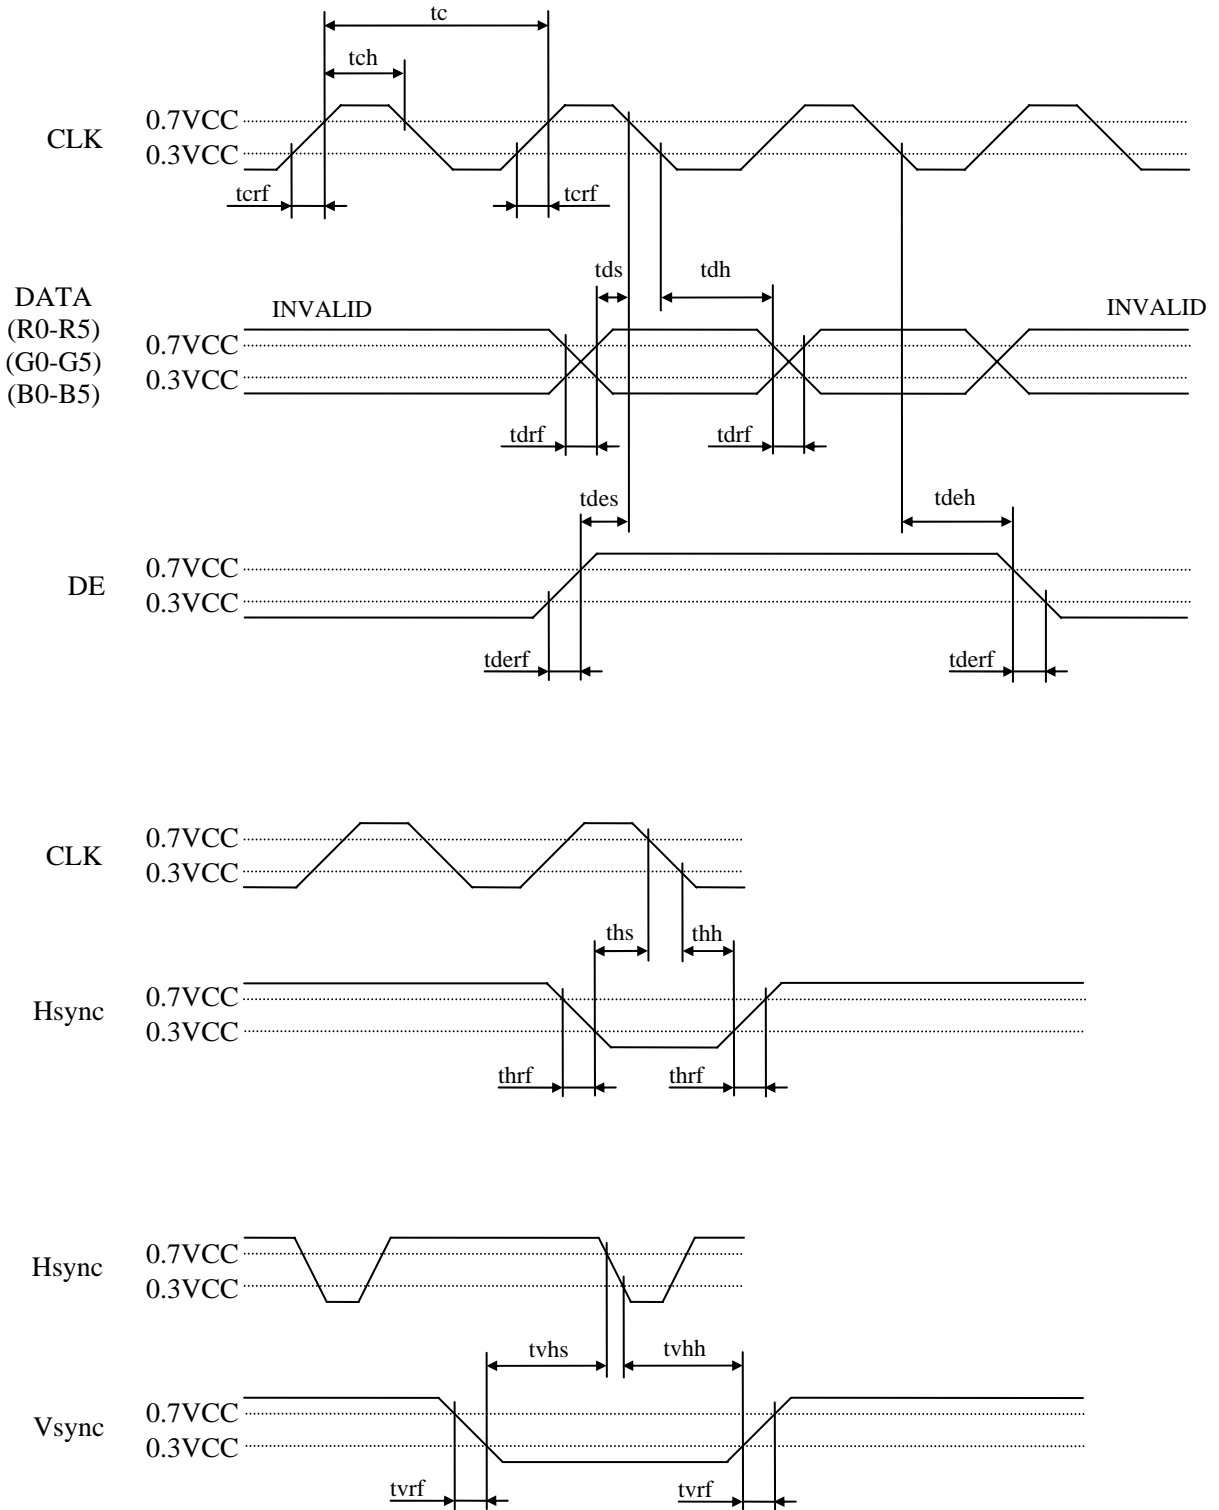 tc
tch
0.7VCC
CLK
0.3VCC
tcrf
tcrf
tds
tdh
DATA
(R0-R5)
(G0-G5)
(B0-B5)
INVALID
INVALID
0.7VCC
0.3VCC
tdrf
tdrf
tdes
tdeh
0.7VCC
DE
0.3VCC
tderf
tderf
0.7VCC
CLK
0.3VCC
ths
thh
0.7VCC
Hsync
0.3VCC
thrf
thrf
0.7VCC
Hsync
0.3VCC
tvhs
tvhh
0.7VCC
Vsync
0.3VCC
tvrf
tvrf